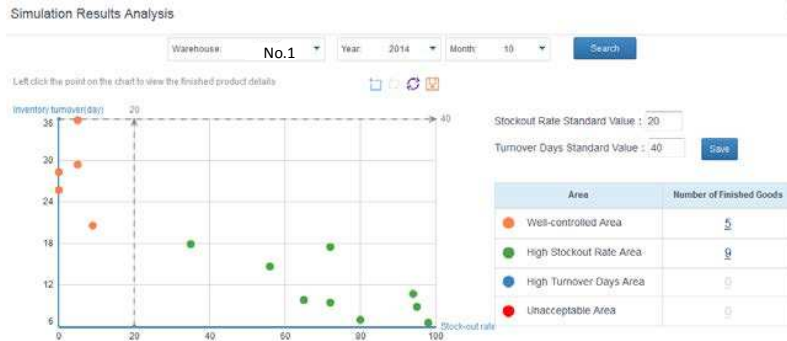 Simulation Results Analysis
Warehouse: No.1 Year: 2014 Month: 10 Search
Left click the point on the chart to view the finished product details
Inventory turnover(day)
20
40
36
30
24
18
12
6
0 20 40 60 80 100
Stock-out rate
Stockout Rate Standard Value : 20
Turnover Days Standard Value : 40 Save
Area Number of Finished Goods
Well-controlled Area 5
High Stockout Rate Area 9
High Turnover Days Area 0
Unacceptable Area 0